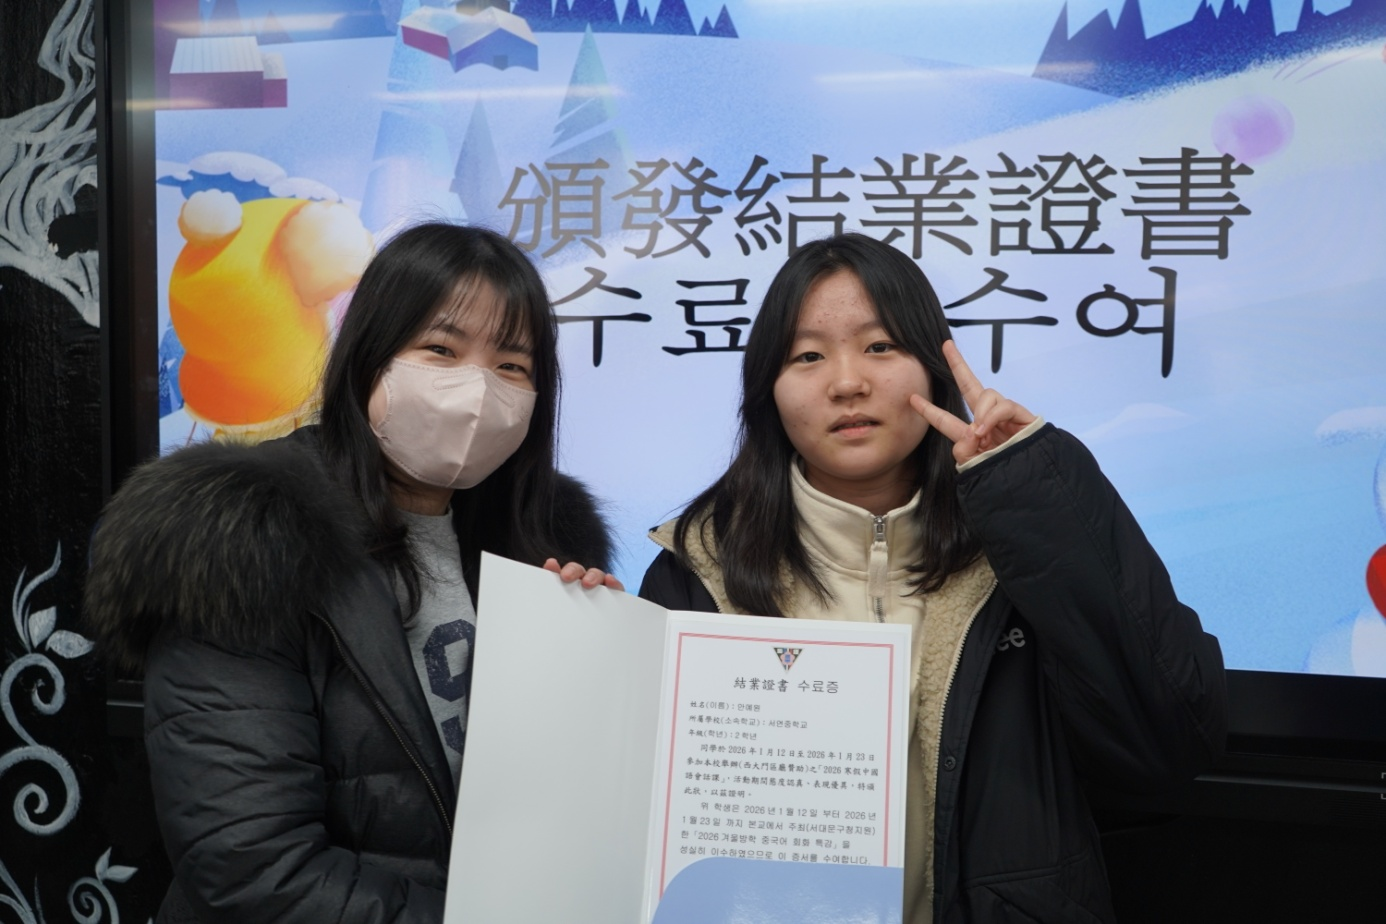 頒發結業證書
수료 수여
結業證書 수료증
姓名(이름) : 안예원
所屬學校(소속학교) : 서연중학교
年級(학년) : 2 학년
同學於 2026 年 1 月 12 日至 2026 年 1 月 23 日
參加本校舉辦(西大門區廳贊助)之「2026 寒假中國
語會話課」，活動期間態度認真、表現優異，特頒
此狀，以茲證明。
위 학생은 2026 년 1 월 12 일 부터 2026 년
1 월 23 일 까지 본교에서 주최(서대문구청지원)
한 「2026 겨울방학 중국어 회화 특강」을
성실히 이수하였으므로 이 증서를 수여합니다.
ee